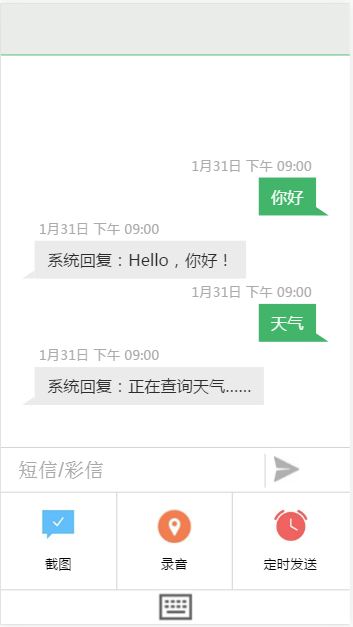 1月31日 下午 09:00
你好
1月31日 下午 09:00
系统回复：Hello，你好！
1月31日 下午 09:00
天气
1月31日 下午 09:00
系统回复：正在查询天气……
短信/彩信
截图 录音 定时发送